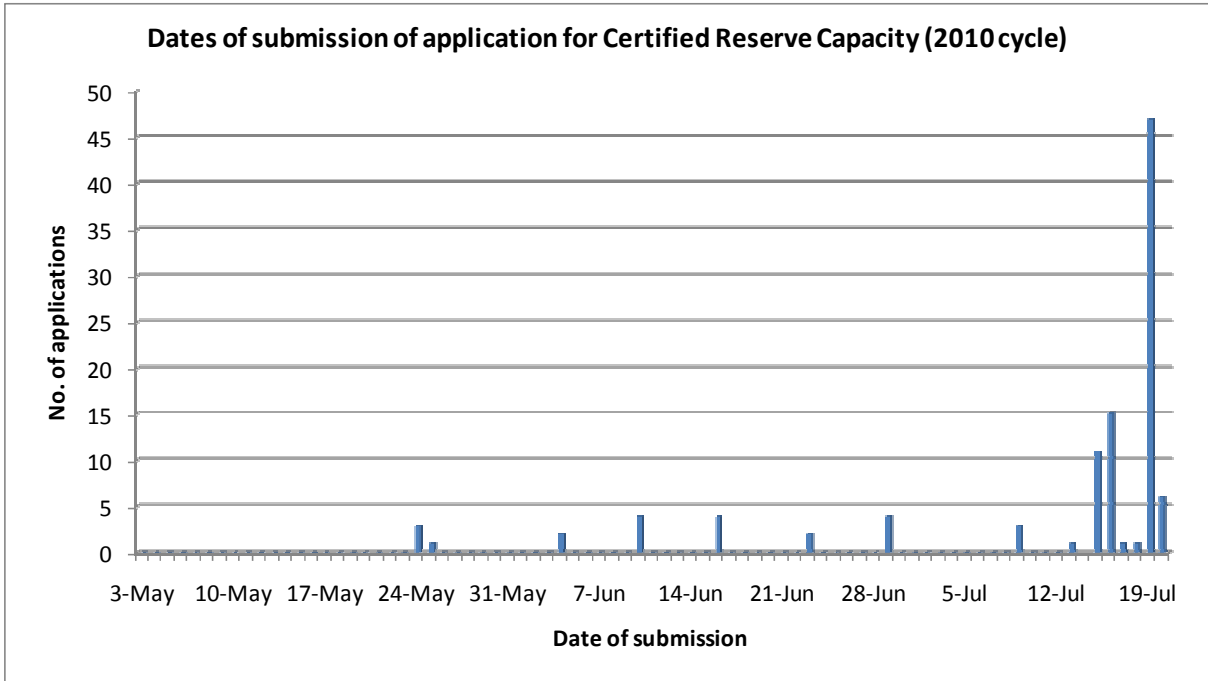 Dates of submission of application for Certified Reserve Capacity (2010 cycle)
50
45
40
35
30
25
20
15
10
5
0
No. of applications
3-May 10-May 17-May 24-May 31-May 7-Jun 14-Jun 21-Jun 28-Jun 5-Jul 12-Jul 19-Jul
Date of submission